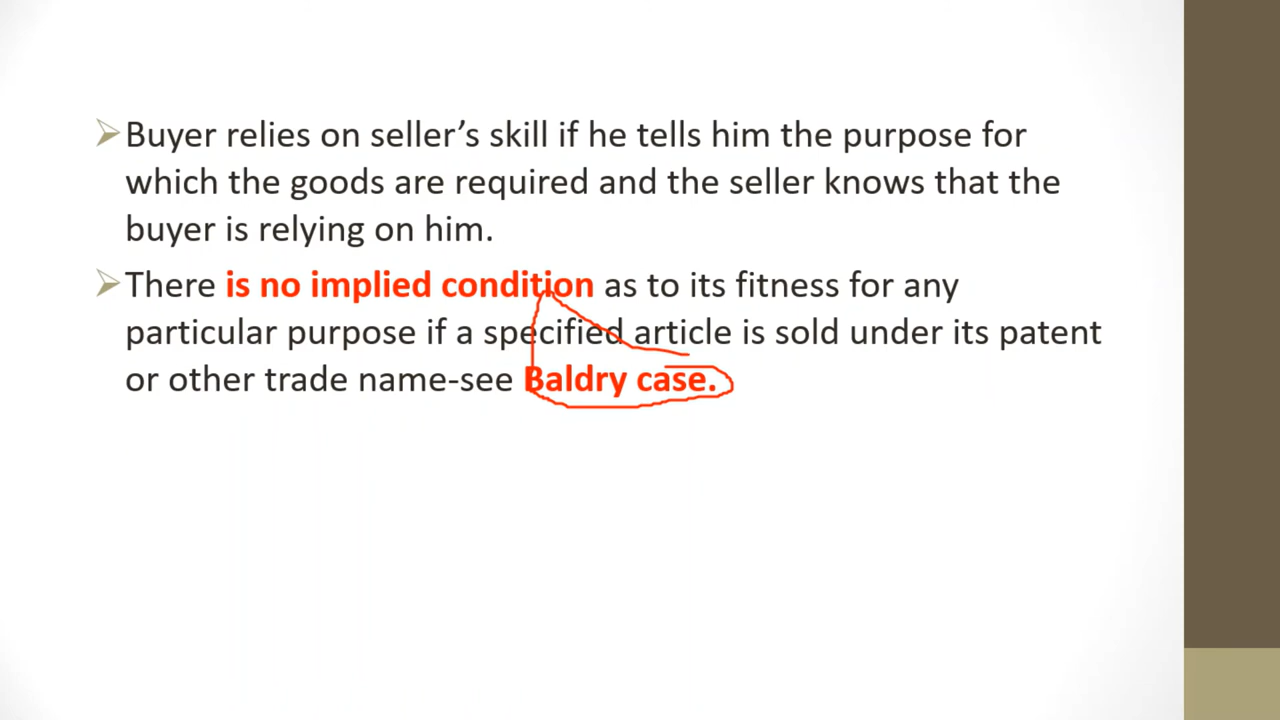 Buyer relies on seller’s skill if he tells him the purpose for
which the goods are required and the seller knows that the
buyer is relying on him.
There is no implied condition as to its fitness for any
particular purpose if a specified article is sold under its patent
or other trade name-see Baldry case.